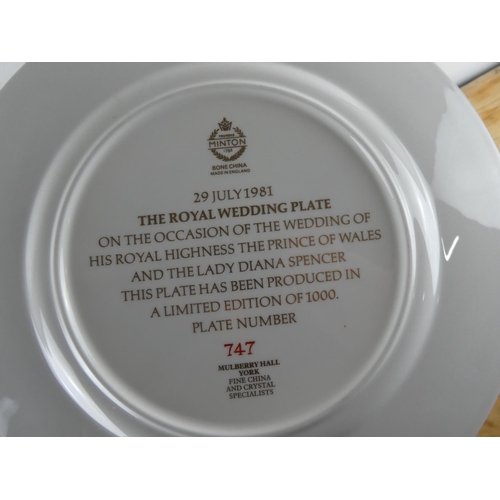 MINTON
BONE CHINA
MADE IN ENGLAND
29 JULY 1981
THE ROYAL WEDDING PLATE
ON THE OCCASION OF THE WEDDING OF
HIS ROYAL HIGHNESS THE PRINCE OF WALES
AND THE LADY DIANA SPENCER
THIS PLATE HAS BEEN PRODUCED IN
A LIMITED EDITION OF 1000.
PLATE NUMBER
747
MULBERRY HALL
YORK
FINE CHINA
AND CRYSTAL
SPECIALISTS